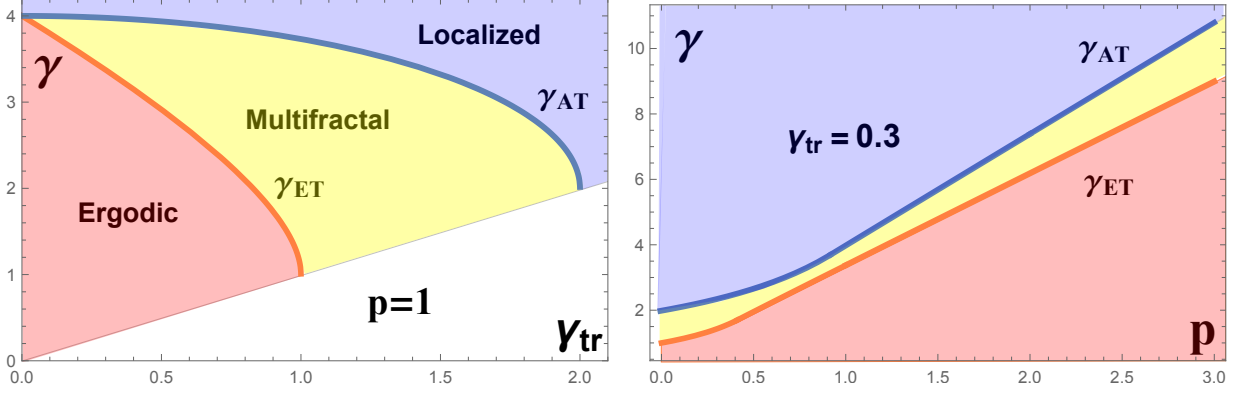 4
3
2
1
0
γ
Localized
γAT
Multifractal
γET
Ergodic
p=1
γtr
0.0 0.5 1.0 1.5 2.0
10
8
6
4
2
γ
γAT
γtr = 0.3
γET
p
0.0 0.5 1.0 1.5 2.0 2.5 3.0